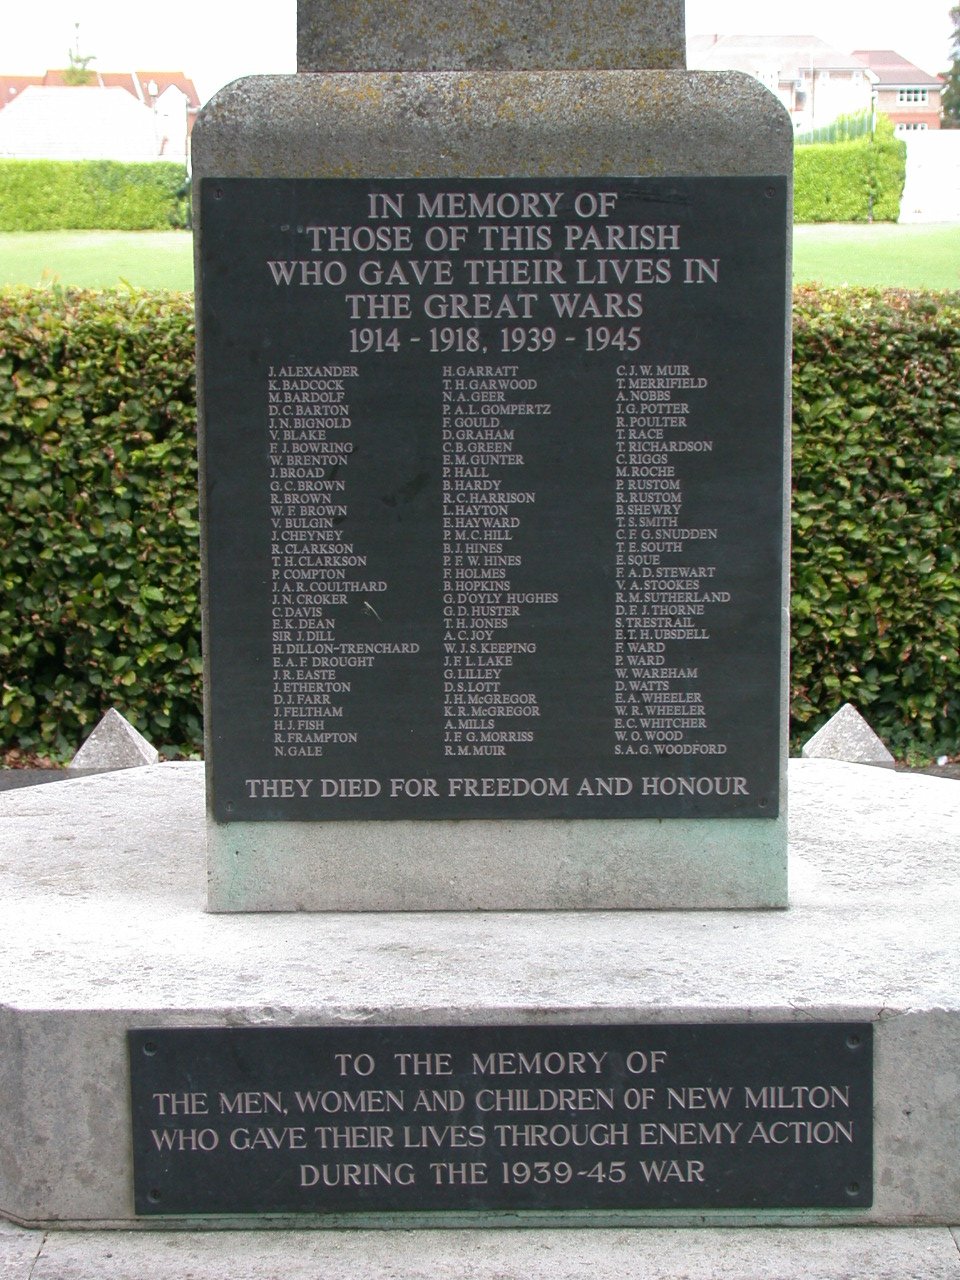 IN MEMORY OF
THOSE OF THIS PARISH
WHO GAVE THEIR LIVES IN
THE GREAT WARS
1914 - 1918, 1939 - 1945
J. ALEXANDER
K. BADCOCK
M. BARDOLF
D. C. BARTON
J. N. BIGNOLD
V. BLAKE
F. J. BOWRING
W. BRENTON
J. BROAD
G. C. BROWN
R. BROWN
W. F. BROWN
V. BULGIN
J. CHEYNEY
R. CLARKSON
T. H. CLARKSON
P. COMPTON
J. A. R. COULTHARD
J. N. CROKER
C. DAVIS
E. K. DEAN
SIR J. DILL
H. DILLON-TRENCHARD
E. A. F. DROUGHT
J. R. EASTE
J. ETHERTON
D. J. FARR
J. FELTHAM
H. J. FISH
R. FRAMPTON
N. GALE
H. GARRATT
T. H. GARWOOD
N. A. GEER
P. A. L. GOMPERTZ
F. GOULD
D. GRAHAM
C. B. GREEN
E. M. GUNTER
P. HALL
B. HARDY
R. C. HARRISON
L. HAYTON
E. HAYWARD
P. M. C. HILL
B. J. HINES
P. F. W. HINES
F. HOLMES
B. HOPKINS
G. D'OYLY HUGHES
G. D. HUSTER
T. H. JONES
A. C. JOY
W. J. S. KEEPING
J. F. L. LAKE
G. LILLEY
D. S. LOTT
J. H. McGREGOR
K. R. McGREGOR
A. MILLS
J. F. G. MORRISS
R. M. MUIR
C. J. W. MUIR
T. MERRIFIELD
A. NOBBS
J. G. POTTER
R. POULTER
T. RACE
T. RICHARDSON
C. RIGGS
M. ROCHE
P. RUSTOM
R. RUSTOM
B. SHEWRY
T. S. SMITH
C. F. G. SNUDDEN
T. E. SOUTH
E. SQUE
F. A. D. STEWART
V. A. STOOKES
R. M. SUTHERLAND
D. F. J. THORNE
S. TRESTRAIL
E. T. H. UBSDELL
F. WARD
P. WARD
W. WAREHAM
D. WATTS
E. A. WHEELER
W. R. WHEELER
E. C. WHITCHER
W. O. WOOD
S. A. G. WOODFORD
THEY DIED FOR FREEDOM AND HONOUR
TO THE MEMORY OF
THE MEN, WOMEN AND CHILDREN OF NEW MILTON
WHO GAVE THEIR LIVES THROUGH ENEMY ACTION
DURING THE 1939-45 WAR